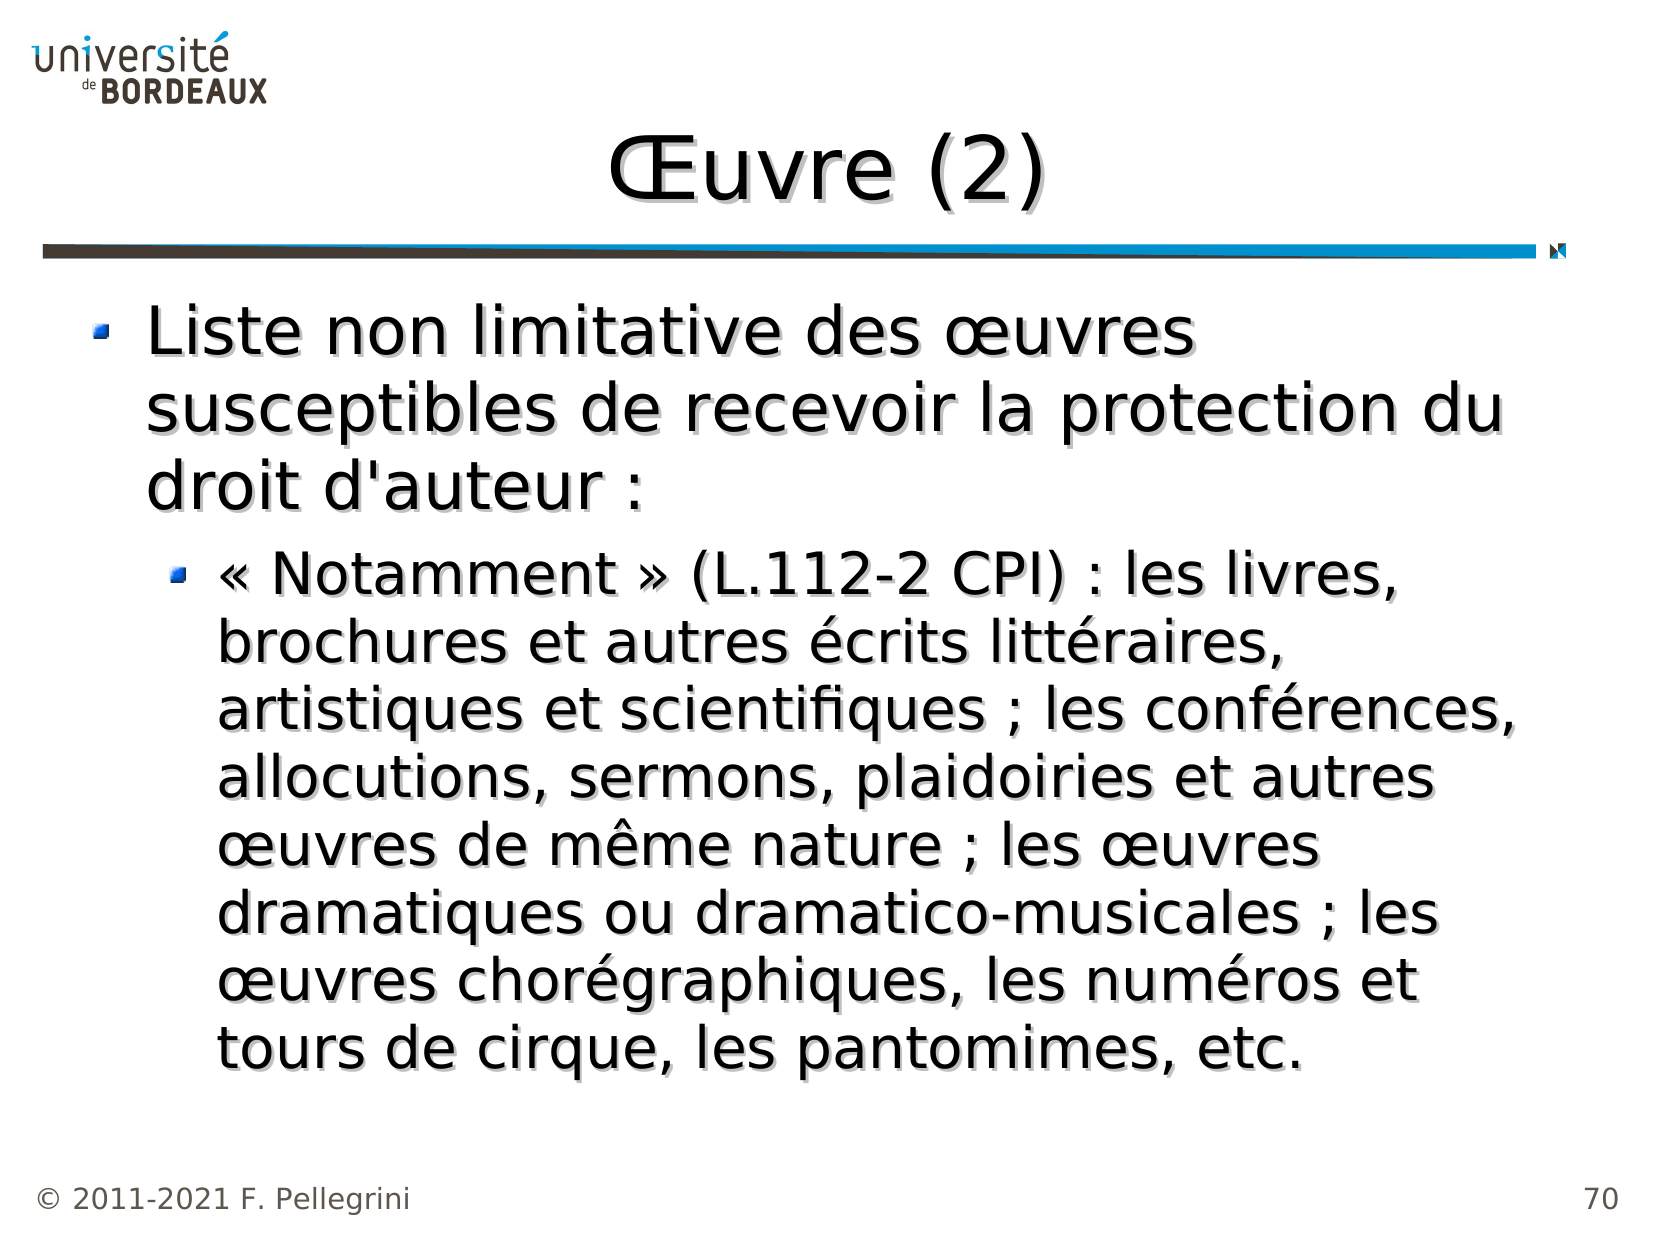 université
de BORDEAUX
Œuvre (2)
Liste non limitative des œuvres
susceptibles de recevoir la protection du
droit d'auteur :
« Notamment » (L.112-2 CPI) : les livres,
brochures et autres écrits littéraires,
artistiques et scientifiques ; les conférences,
allocutions, sermons, plaidoiries et autres
œuvres de même nature ; les œuvres
dramatiques ou dramatico-musicales ; les
œuvres chorégraphiques, les numéros et
tours de cirque, les pantomimes, etc.
© 2011-2021 F. Pellegrini
70